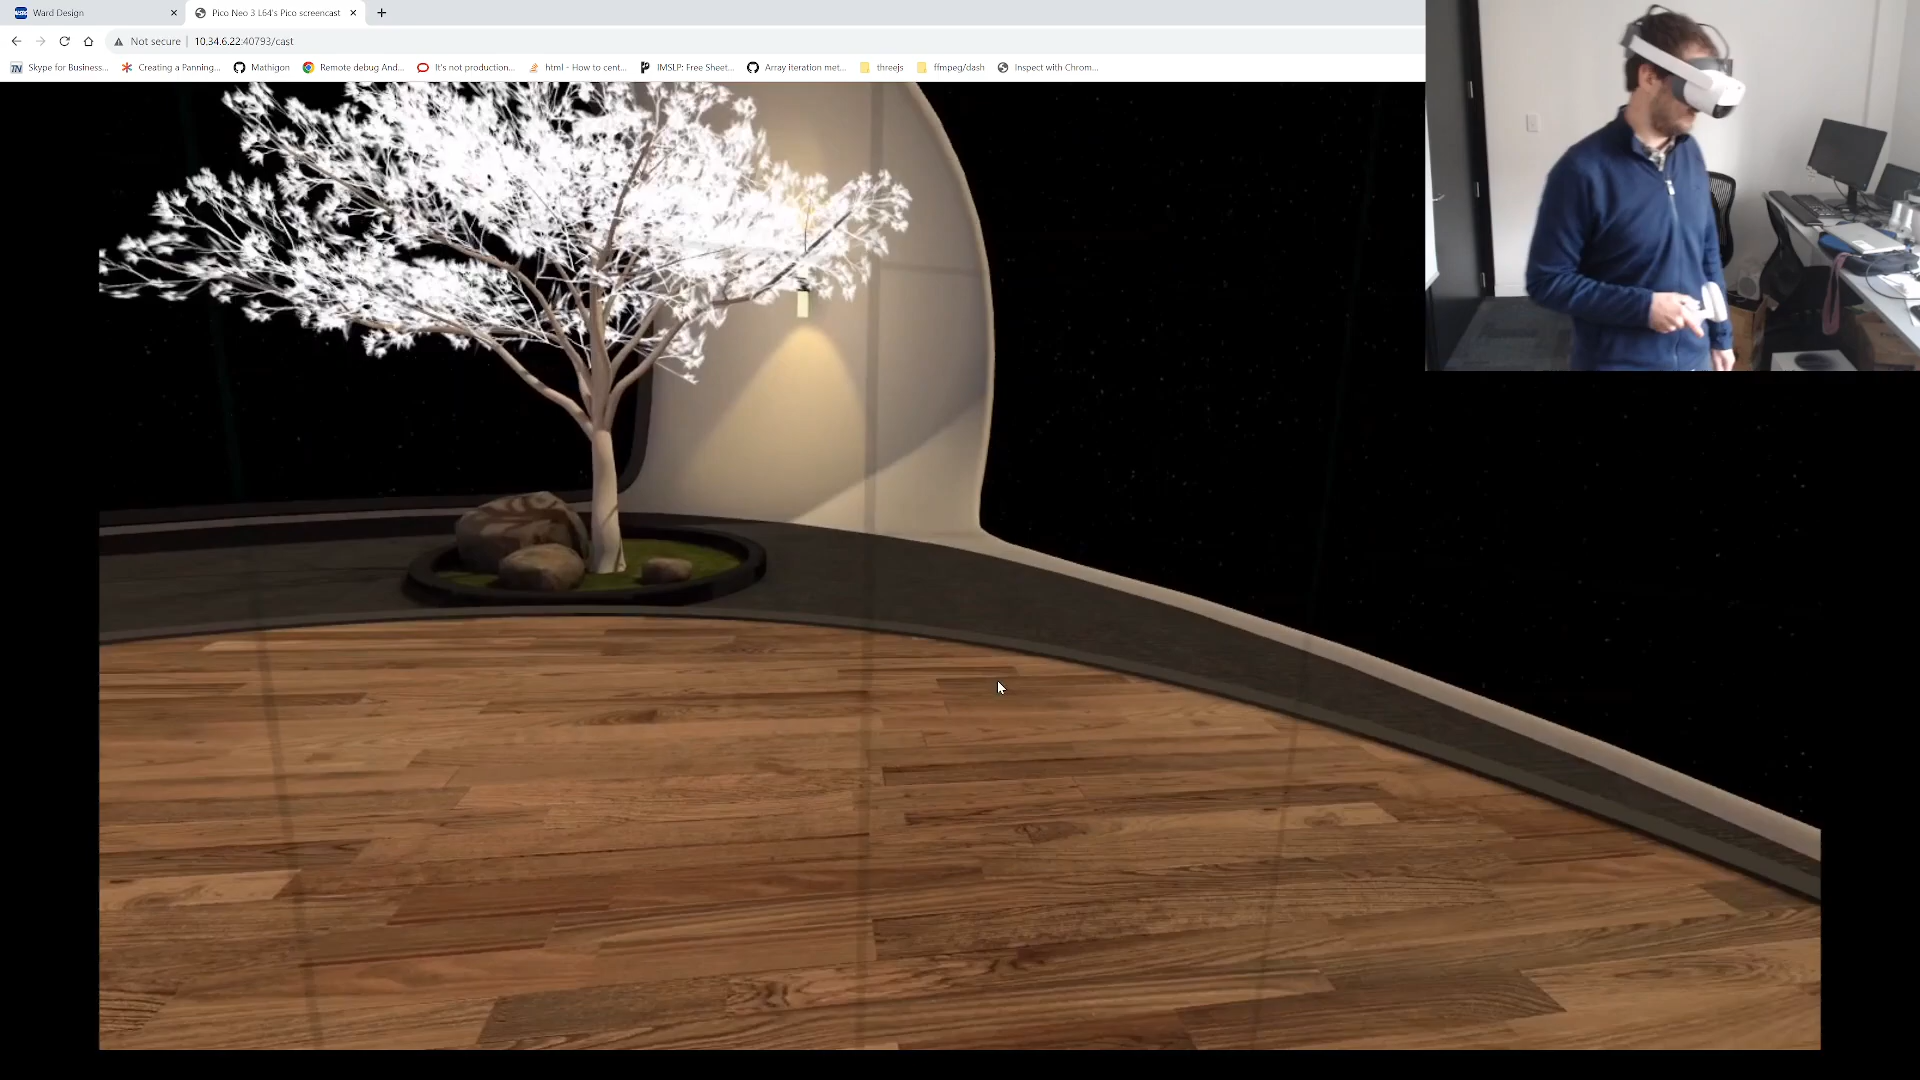 Ward Design
Pico Neo 3 L64's Pico screencast
Not secure
10.34.6.22:40793/cast
Skype for Business...
Creating a Panning...
Mathigon
Remote debug And...
It's not production...
html - How to cent...
IMSLP: Free Sheet...
Array iteration met...
threejs
ffmpeg/dash
Inspect with Chrom...